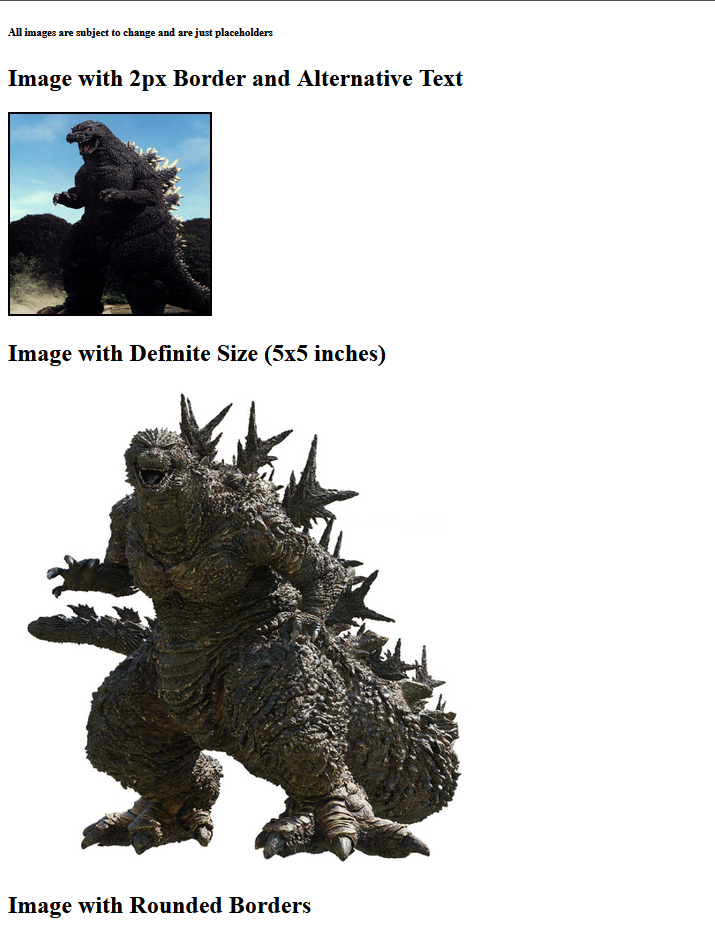 All images are subject to change and are just placeholders
Image with 2px Border and Alternative Text
Image with Definite Size (5x5 inches)
Image with Rounded Borders